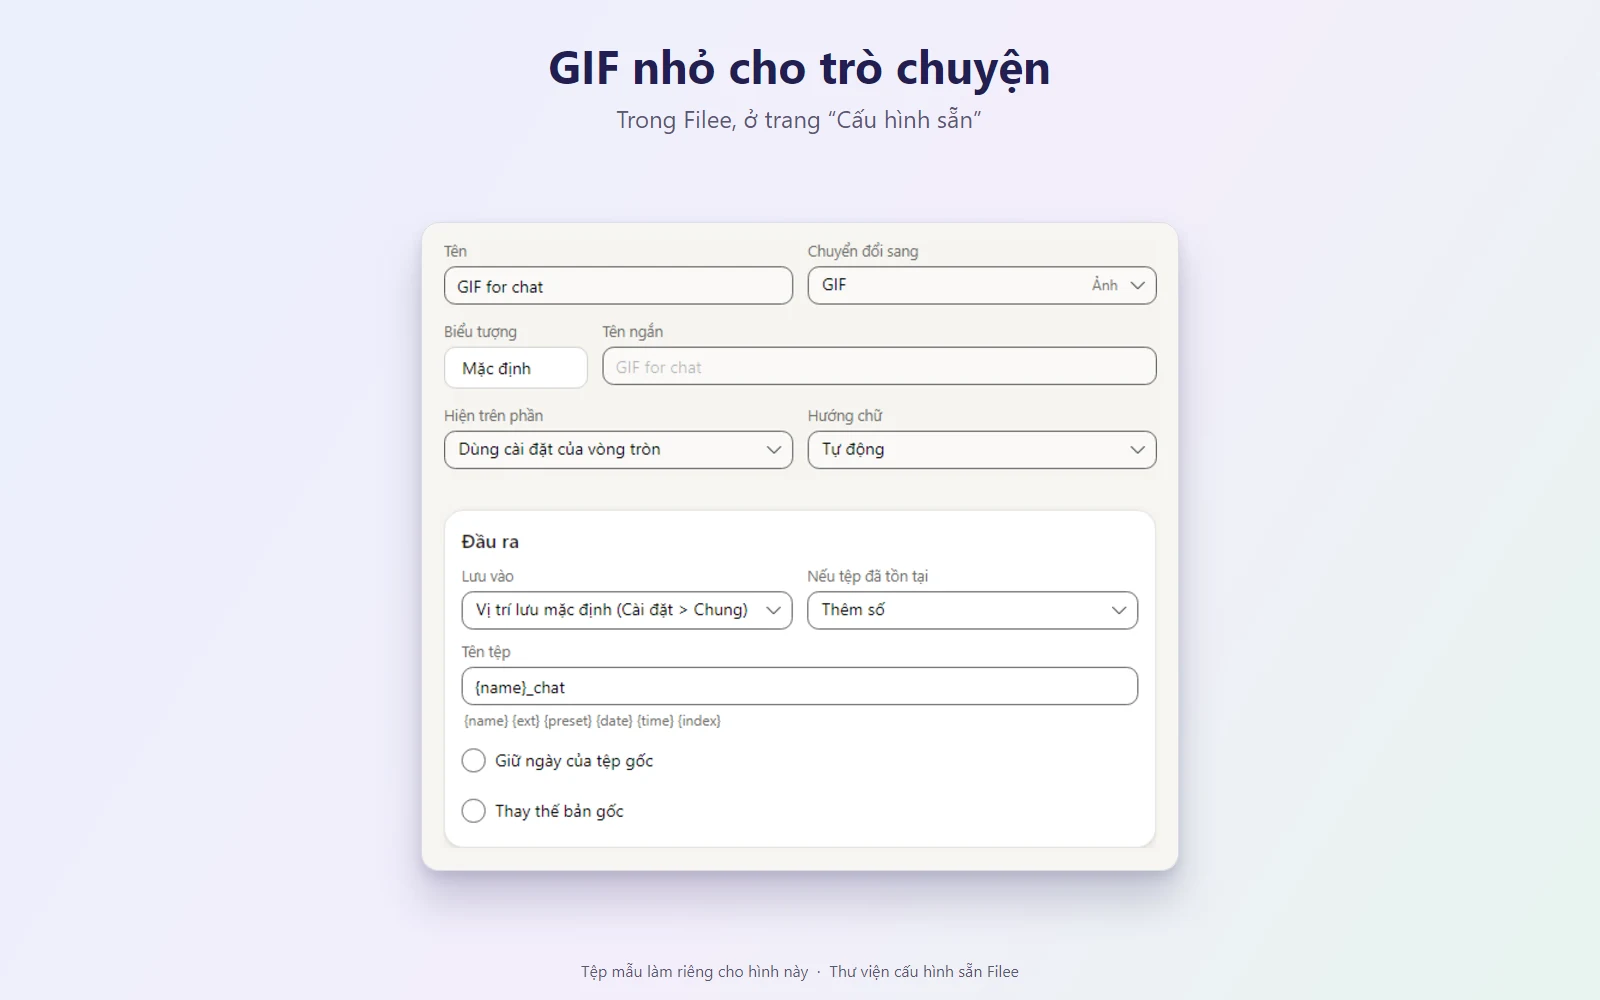 GIF nhỏ cho trò chuyện
Trong Filee, ở trang “Cấu hình sẵn”
Tên
Chuyển đổi sang
GIF for chat
GIF
Ảnh
Biểu tượng
Tên ngắn
Mặc định
GIF for chat
Hiện trên phần
Hướng chữ
Dùng cài đặt của vòng tròn
Tự động
Đầu ra
Lưu vào
Nếu tệp đã tồn tại
Vị trí lưu mặc định (Cài đặt > Chung)
Thêm số
Tên tệp
{name}_chat
{name} {ext} {preset} {date} {time} {index}
Giữ ngày của tệp gốc
Thay thế bản gốc
Tệp mẫu làm riêng cho hình này · Thư viện cấu hình sẵn Filee